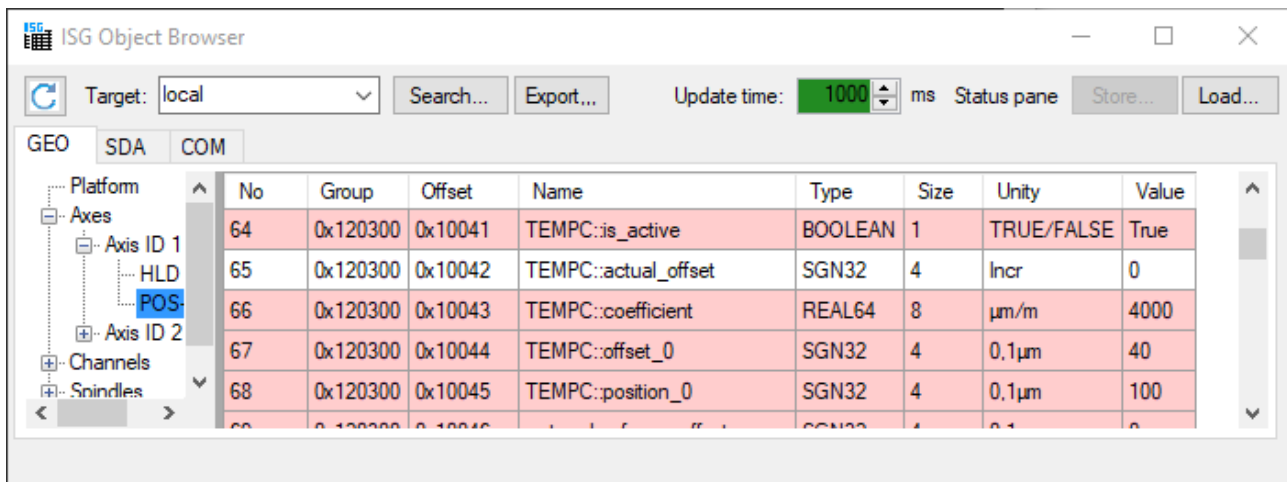 ISG ISG Object Browser
Target: local Search... Export,,, Update time: 1000 ms Status pane Store... Load...
GEO SDA COM
Platform
Axes
Axis ID 1
HLD
POS-
Axis ID 2
Channels
Spindles
No Group Offset Name Type Size Unity Value
64 0x120300 0x10041 TEMPC::is_active BOOLEAN 1 TRUE/FALSE True
65 0x120300 0x10042 TEMPC::actual_offset SGN32 4 Incr 0
66 0x120300 0x10043 TEMPC::coefficient REAL64 8 µm/m 4000
67 0x120300 0x10044 TEMPC::offset_0 SGN32 4 0,1µm 40
68 0x120300 0x10045 TEMPC::position_0 SGN32 4 0,1µm 100